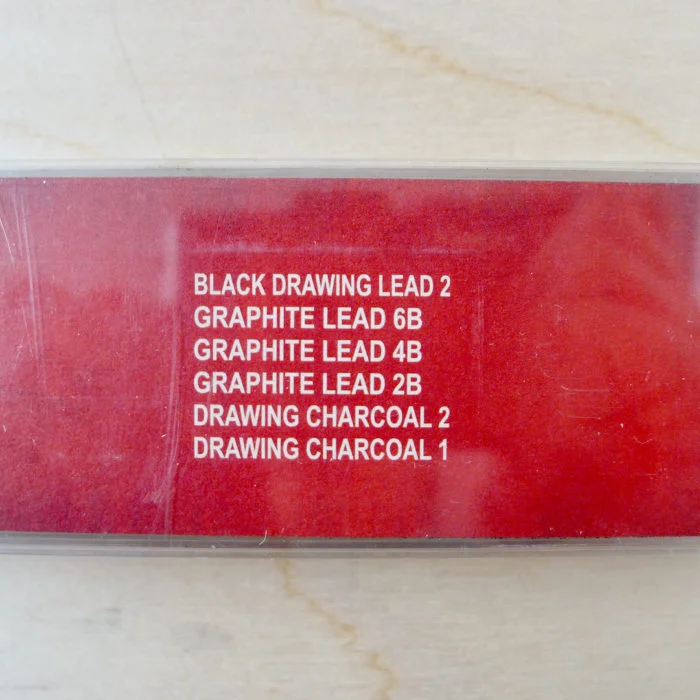 BLACK DRAWING LEAD 2
GRAPHITE LEAD 6B
GRAPHITE LEAD 4B
GRAPHITE LEAD 2B
DRAWING CHARCOAL 2
DRAWING CHARCOAL 1